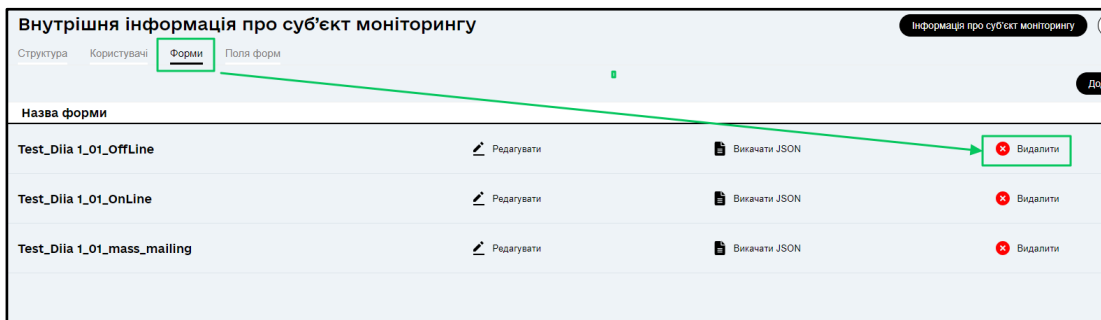 Внутрішня інформація про суб’єкт моніторингу
Інформація про суб'єкт моніторингу
Структура Користувачі Форми Поля форм
Назва форми
Test_Diia 1_01_OffLine Редагувати Викачати JSON Видалити
Test_Diia 1_01_OnLine Редагувати Викачати JSON Видалити
Test_Diia 1_01_mass_mailing Редагувати Викачати JSON Видалити